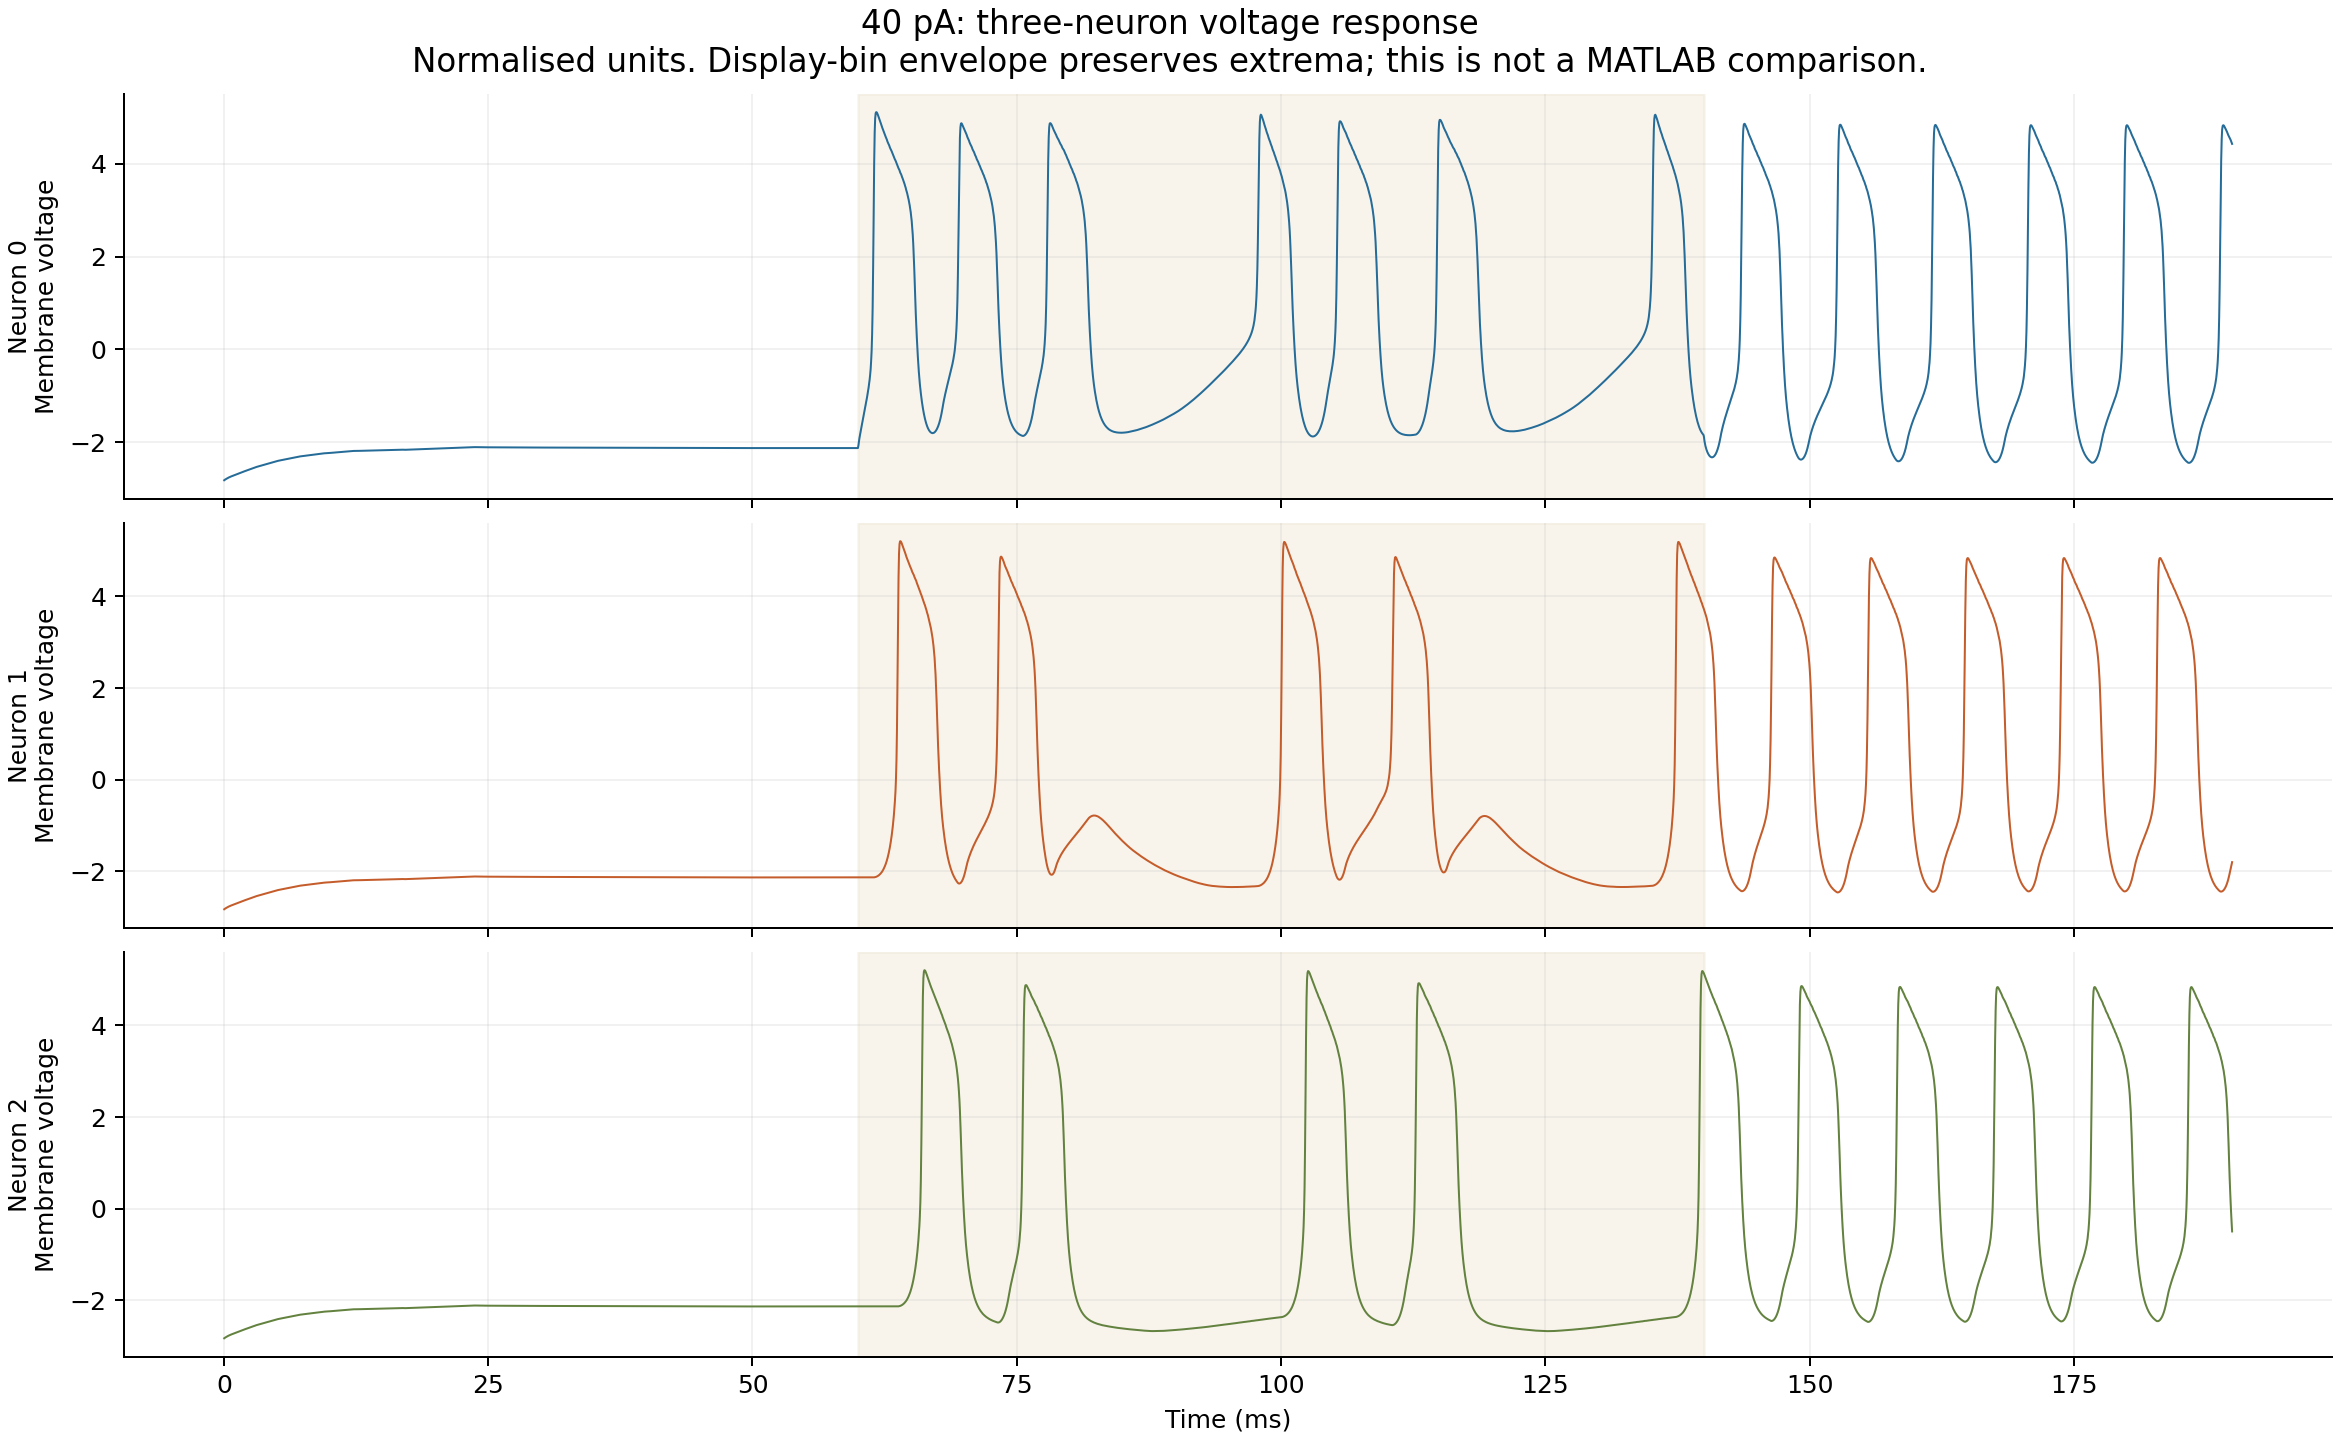 40 pA: three-neuron voltage response
Normalised units. Display-bin envelope preserves extrema; this is not a MATLAB comparison.
Neuron 0
Membrane voltage
4
2
0
−2
Neuron 1
Membrane voltage
4
2
0
−2
Neuron 2
Membrane voltage
4
2
0
−2
0 25 50 75 100 125 150 175
Time (ms)